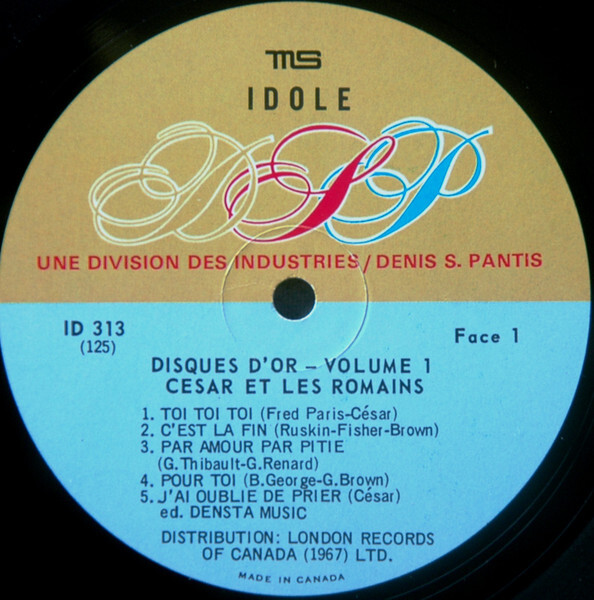 MS
IDOLE
DSP
UNE DIVISION DES INDUSTRIES/DENIS S. PANTIS
ID 313
(125)
Face 1
DISQUES D'OR – VOLUME 1
CESAR ET LES ROMAINS
1. TOI TOI TOI (Fred Paris-César)
2. C'EST LA FIN (Ruskin-Fisher-Brown)
3. PAR AMOUR PAR PITIE
(G.Thibault-G.Renard)
4. POUR TOI (B.George-G.Brown)
5. J'AI OUBLIE DE PRIER (César)
ed. DENSTA MUSIC
DISTRIBUTION: LONDON RECORDS
OF CANADA (1967) LTD.
MADE IN CANADA